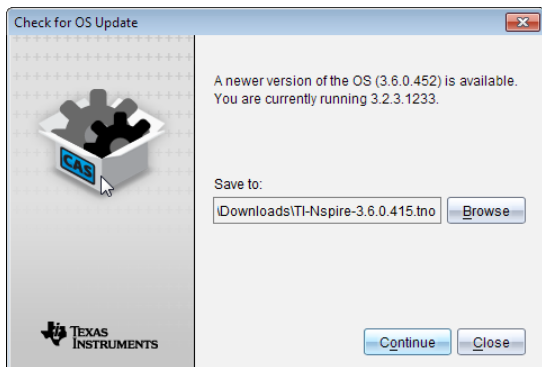 Check for OS Update
A newer version of the OS (3.6.0.452) is available.
You are currently running 3.2.3.1233.
CAS
Save to:
\Downloads\TI-Nspire-3.6.0.415.tno
Browse
TEXAS
INSTRUMENTS
Continue
Close